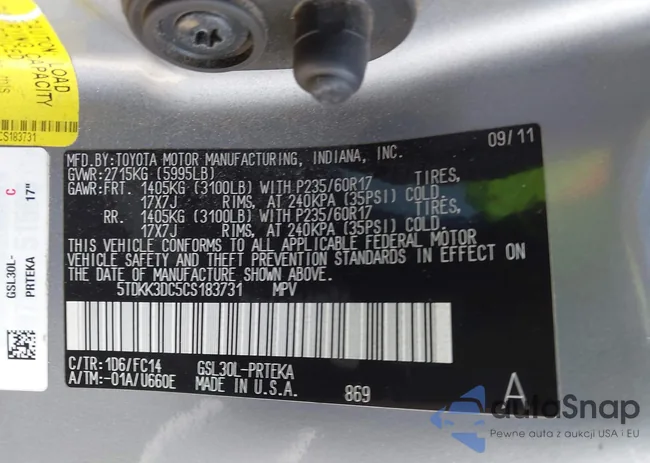 LOAD
CAPACITY
CS183731
C
17"
GSL30L-
PRTEKA
09/11
MFD.BY:TOYOTA MOTOR MANUFACTURING, INDIANA, INC.
GVWR:2715KG (5995LB)
GAWR:FRT. 1405KG (3100LB) WITH P235/60R17 TIRES,
17X7J RIMS, AT 240KPA (35PSI) COLD.
RR. 1405KG (3100LB) WITH P235/60R17 TIRES,
17X7J RIMS, AT 240KPA (35PSI) COLD.
THIS VEHICLE CONFORMS TO ALL APPLICABLE FEDERAL MOTOR
VEHICLE SAFETY AND THEFT PREVENTION STANDARDS IN EFFECT ON
THE DATE OF MANUFACTURE SHOWN ABOVE.
5TDKK3DC5CS183731 MPV
C/TR:1D6/FC14 GSL30L-PRTEKA
A/TM:-01A/U660E MADE IN U.S.A. 869 A
autoSnap
Pewne auta z aukcji USA i EU